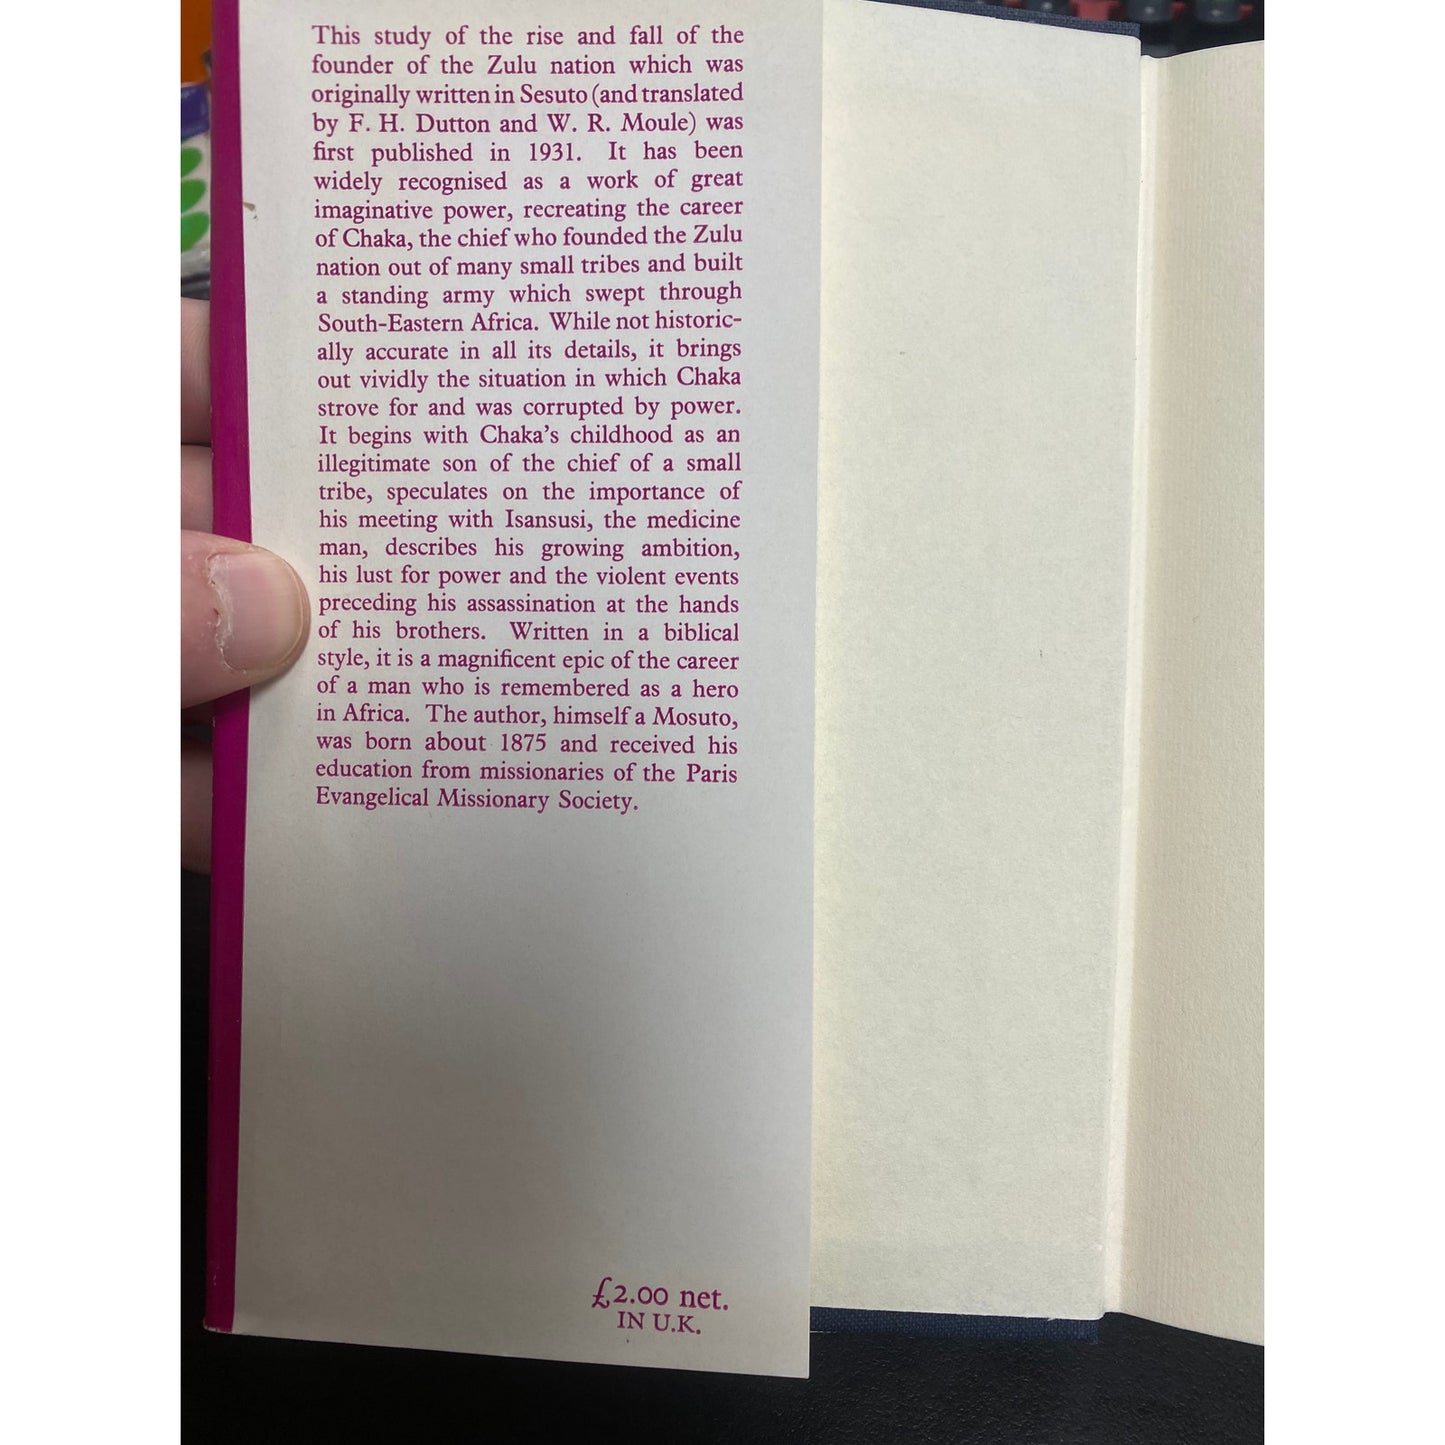 This study of the rise and fall of the
founder of the Zulu nation which was
originally written in Sesuto (and translated
by F. H. Dutton and W. R. Moule) was
first published in 1931. It has been
widely recognised as a work of great
imaginative power, recreating the career
of Chaka, the chief who founded the Zulu
nation out of many small tribes and built
a standing army which swept through
South-Eastern Africa. While not historic-
ally accurate in all its details, it brings
out vividly the situation in which Chaka
strove for and was corrupted by power.
It begins with Chaka's childhood as an
illegitimate son of the chief of a small
tribe, speculates on the importance of
his meeting with Isansusi, the medicine
man, describes his growing ambition,
his lust for power and the violent events
preceding his assassination at the hands
of his brothers. Written in a biblical
style, it is a magnificent epic of the career
of a man who is remembered as a hero
in Africa. The author, himself a Mosuto,
was born about 1875 and received his
education from missionaries of the Paris
Evangelical Missionary Society.
£2.00 net.
IN U.K.